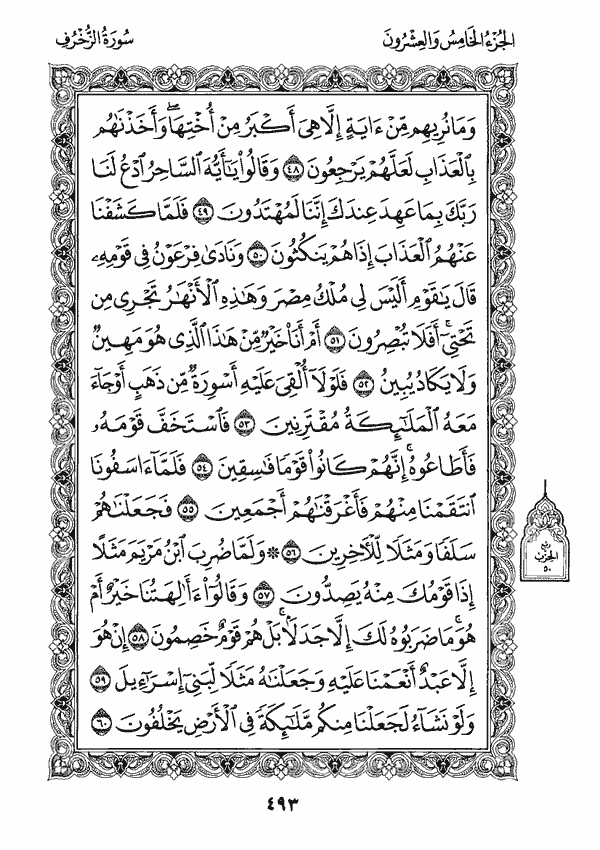 الجُزْءُ الخَامِسُ وَالعِشْرُونَ
سُورَةُ الزُّخْرُفِ
وَمَا نُرِيهِم مِّنْ ءَايَةٍ إِلَّا هِيَ أَكْبَرُ مِنْ أُخْتِهَا ۖ وَأَخَذْنَٰهُم
بِٱلْعَذَابِ لَعَلَّهُمْ يَرْجِعُونَ ٤٨ وَقَالُوا۟ يَٰٓأَيُّهَ ٱلسَّاحِرُ ٱدْعُ لَنَا
رَبَّكَ بِمَا عَهِدَ عِندَكَ إِنَّنَا لَمُهْتَدُونَ ٤٩ فَلَمَّا كَشَفْنَا
عَنْهُمُ ٱلْعَذَابَ إِذَا هُمْ يَنكُثُونَ ٥٠ وَنَادَىٰ فِرْعَوْنُ فِى قَوْمِهِۦ
قَالَ يَٰقَوْمِ أَلَيْسَ لِى مُلْكُ مِصْرَ وَهَٰذِهِ ٱلْأَنْهَٰرُ تَجْرِى مِن
تَحْتِىٓ ۖ أَفَلَا تُبْصِرُونَ ٥١ أَمْ أَنَا۠ خَيْرٌ مِّنْ هَٰذَا ٱلَّذِى هُوَ مَهِينٌ
وَلَا يَكَادُ يُبِينُ ٥٢ فَلَوْلَآ أُلْقِىَ عَلَيْهِ أَسْوِرَةٌ مِّن ذَهَبٍ أَوْ جَآءَ
مَعَهُ ٱلْمَلَٰٓئِكَةُ مُقْتَرِنِينَ ٥٣ فَٱسْتَخَفَّ قَوْمَهُۥ
فَأَطَاعُوهُ ۚ إِنَّهُمْ كَانُوا۟ قَوْمًا فَٰسِقِينَ ٥٤ فَلَمَّآ ءَاسَفُونَا
ٱنتَقَمْنَا مِنْهُمْ فَأَغْرَقْنَٰهُمْ أَجْمَعِينَ ٥٥ فَجَعَلْنَٰهُمْ
سَلَفًا وَمَثَلًا لِّلْـَٔاخِرِينَ ٥٦ ۞ وَلَمَّا ضُرِبَ ٱبْنُ مَرْيَمَ مَثَلًا
إِذَا قَوْمُكَ مِنْهُ يَصِدُّونَ ٥٧ وَقَالُوٓا۟ ءَأَٰلِهَتُنَا خَيْرٌ أَمْ
هُوَ ۚ مَا ضَرَبُوهُ لَكَ إِلَّا جَدَلًۢا ۚ بَلْ هُمْ قَوْمٌ خَصِمُونَ ٥٨ إِنْ هُوَ
إِلَّا عَبْدٌ أَنْعَمْنَا عَلَيْهِ وَجَعَلْنَٰهُ مَثَلًا لِّبَنِىٓ إِسْرَٰٓءِيلَ ٥٩
وَلَوْ نَشَآءُ لَجَعَلْنَا مِنكُم مَّلَٰٓئِكَةً فِى ٱلْأَرْضِ يَخْلُفُونَ ٦٠
الحزب
٥٠
٤٩٣